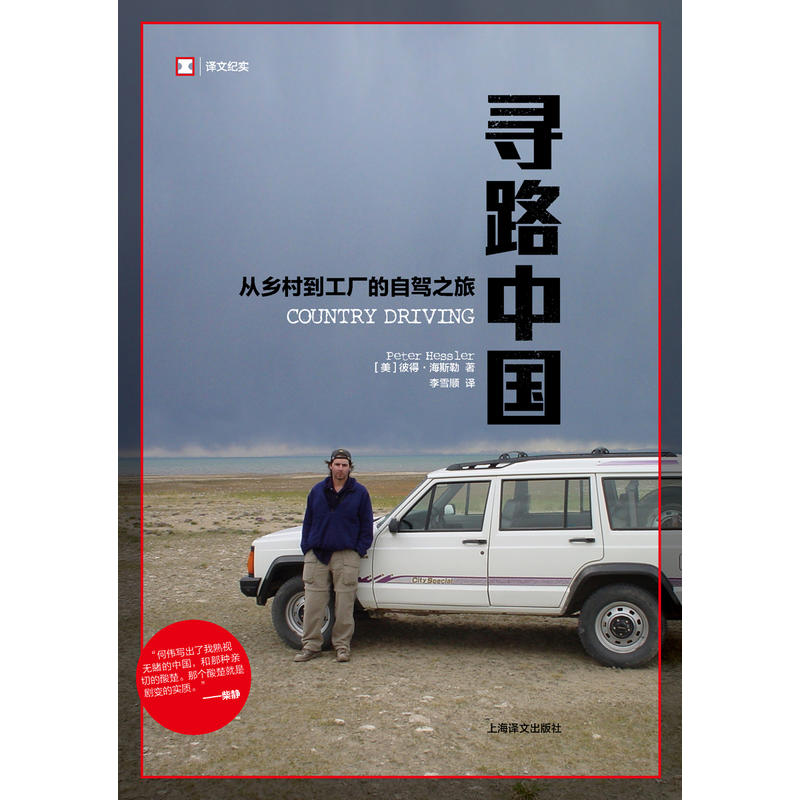 译文纪实
寻路中国
从乡村到工厂的自驾之旅
COUNTRY DRIVING
Peter Hessler
[美]彼得·海斯勒 著
李雪顺 译
City Special
“何伟写出了我熟视
无睹的中国，和那种亲
切的酸楚。那个酸楚就是
剧变的实质。”
——柴静
上海译文出版社